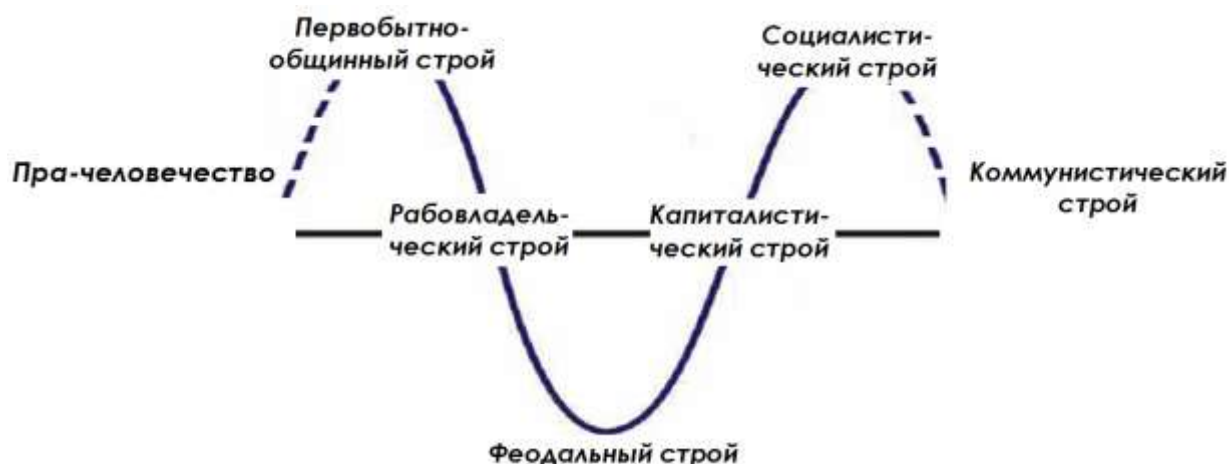 Первобытно-
общинный строй
Социалисти-
ческий строй
Пра-человечество
Коммунистический
строй
Рабовладель-
ческий строй
Капиталисти-
ческий строй
Феодальный строй